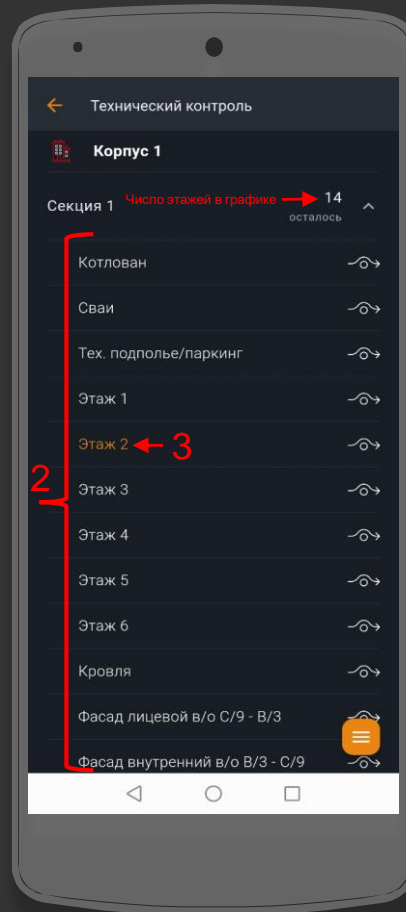 Технический контроль
Корпус 1
Секция 1 Число этажей в графике 14
осталось
Котлован
Сваи
Тех. подполье/паркинг
Этаж 1
Этаж 2 3
2
Этаж 3
Этаж 4
Этаж 5
Этаж 6
Кровля
Фасад лицевой в/о С/9 - В/3
Фасад внутренний в/о В/3 - С/9